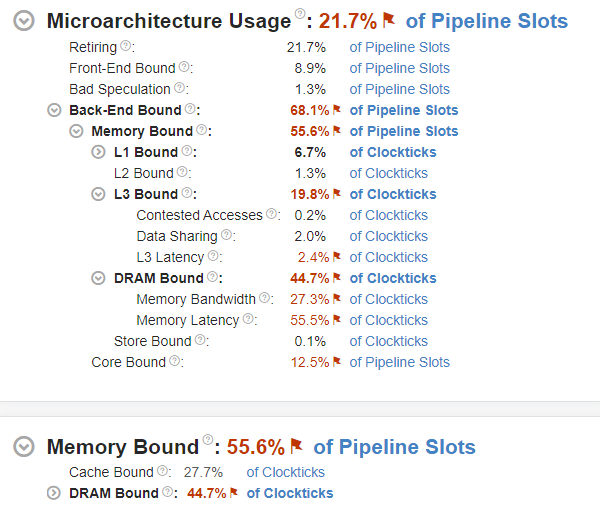 Microarchitecture Usage ?: 21.7% of Pipeline Slots
Retiring ?: 21.7% of Pipeline Slots
Front-End Bound ?: 8.9% of Pipeline Slots
Bad Speculation ?: 1.3% of Pipeline Slots
Back-End Bound ?: 68.1% of Pipeline Slots
Memory Bound ?: 55.6% of Pipeline Slots
L1 Bound ?: 6.7% of Clockticks
L2 Bound ?: 1.3% of Clockticks
L3 Bound ?: 19.8% of Clockticks
Contested Accesses ?: 0.2% of Clockticks
Data Sharing ?: 2.0% of Clockticks
L3 Latency ?: 2.4% of Clockticks
DRAM Bound ?: 44.7% of Clockticks
Memory Bandwidth ?: 27.3% of Clockticks
Memory Latency ?: 55.5% of Clockticks
Store Bound ?: 0.1% of Clockticks
Core Bound ?: 12.5% of Pipeline Slots
Memory Bound ?: 55.6% of Pipeline Slots
Cache Bound ?: 27.7% of Clockticks
DRAM Bound ?: 44.7% of Clockticks